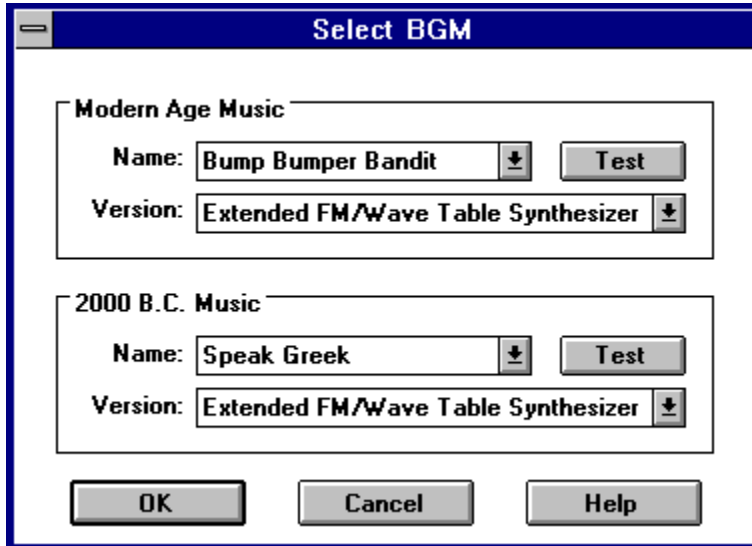 Select BGM
Modern Age Music
Name: Bump Bumper Bandit Test
Version: Extended FM/Wave Table Synthesizer
2000 B.C. Music
Name: Speak Greek Test
Version: Extended FM/Wave Table Synthesizer
OK Cancel Help